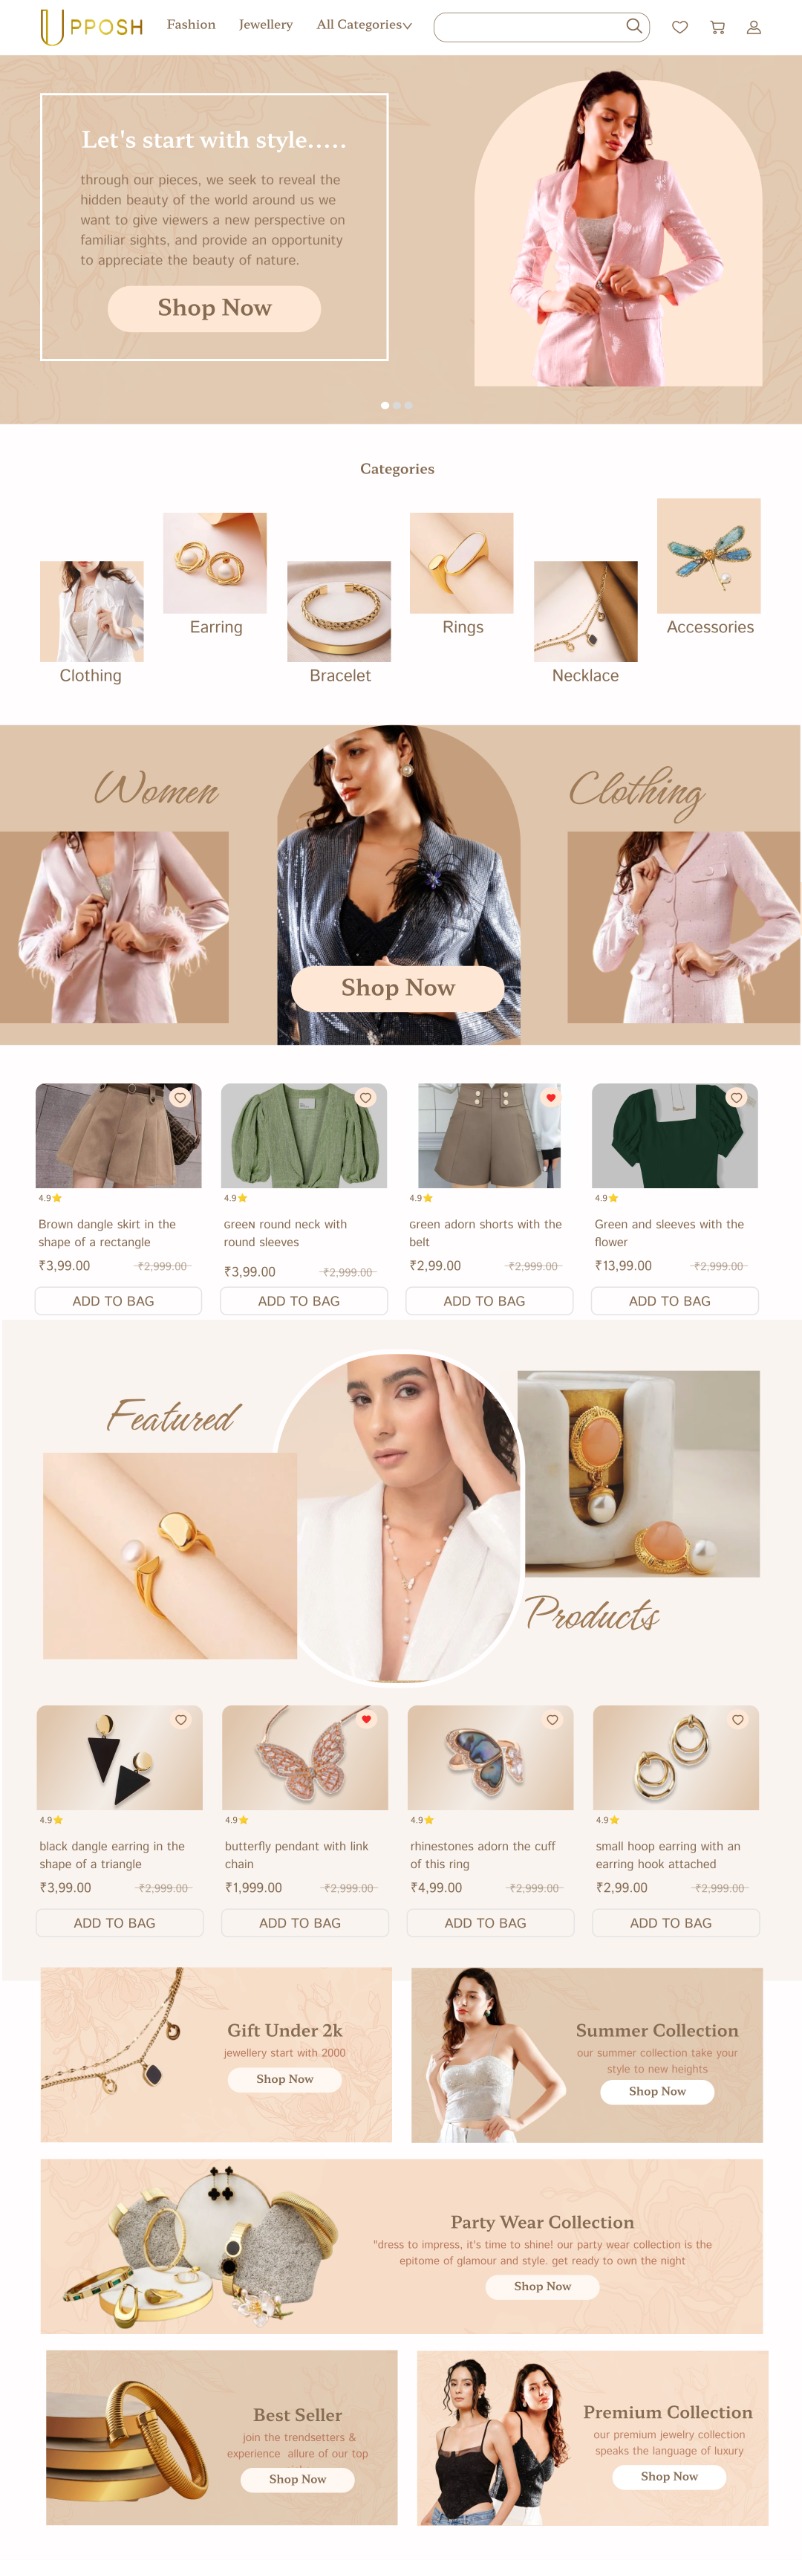 UPPOSH
Fashion
Jewellery
All Categories
Let's start with style.....
through our pieces, we seek to reveal the
hidden beauty of the world around us we
want to give viewers a new perspective on
familiar sights, and provide an opportunity
to appreciate the beauty of nature.
Shop Now
Categories
Clothing
Earring
Bracelet
Rings
Necklace
Accessories
Women
Clothing
Shop Now
4.9
Brown dangle skirt in the
shape of a rectangle
₹3,99.00 ₹2,999.00
ADD TO BAG
4.9
GREEN round neck with
round sleeves
₹3,99.00 ₹2,999.00
ADD TO BAG
4.9
Green adorn shorts with the
belt
₹2,99.00 ₹2,999.00
ADD TO BAG
4.9
Green and sleeves with the
flower
₹13,99.00 ₹2,999.00
ADD TO BAG
Featured
Products
4.9
black dangle earring in the
shape of a triangle
₹3,99.00 ₹2,999.00
ADD TO BAG
4.9
butterfly pendant with link
chain
₹1,999.00 ₹2,999.00
ADD TO BAG
4.9
rhinestones adorn the cuff
of this ring
₹4,99.00 ₹2,999.00
ADD TO BAG
4.9
small hoop earring with an
earring hook attached
₹2,99.00 ₹2,999.00
ADD TO BAG
Gift Under 2k
jewellery start with 2000
Shop Now
Summer Collection
our summer collection take your
style to new heights
Shop Now
Party Wear Collection
"dress to impress, it's time to shine! our party wear collection is the
epitome of glamour and style. get ready to own the night
Shop Now
Best Seller
join the trendsetters &
experience allure of our top
Shop Now
Premium Collection
our premium jewelry collection
speaks the language of luxury
Shop Now